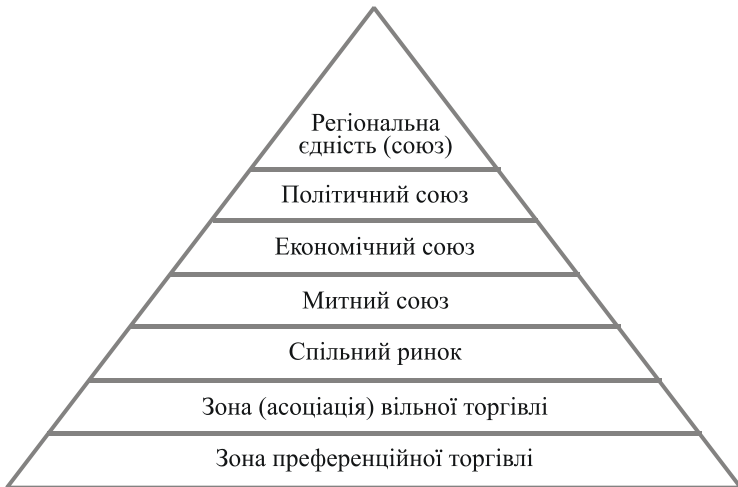 Регіональна
єдність (союз)
Політичний союз
Економічний союз
Митний союз
Спільний ринок
Зона (асоціація) вільної торгівлі
Зона преференційної торгівлі